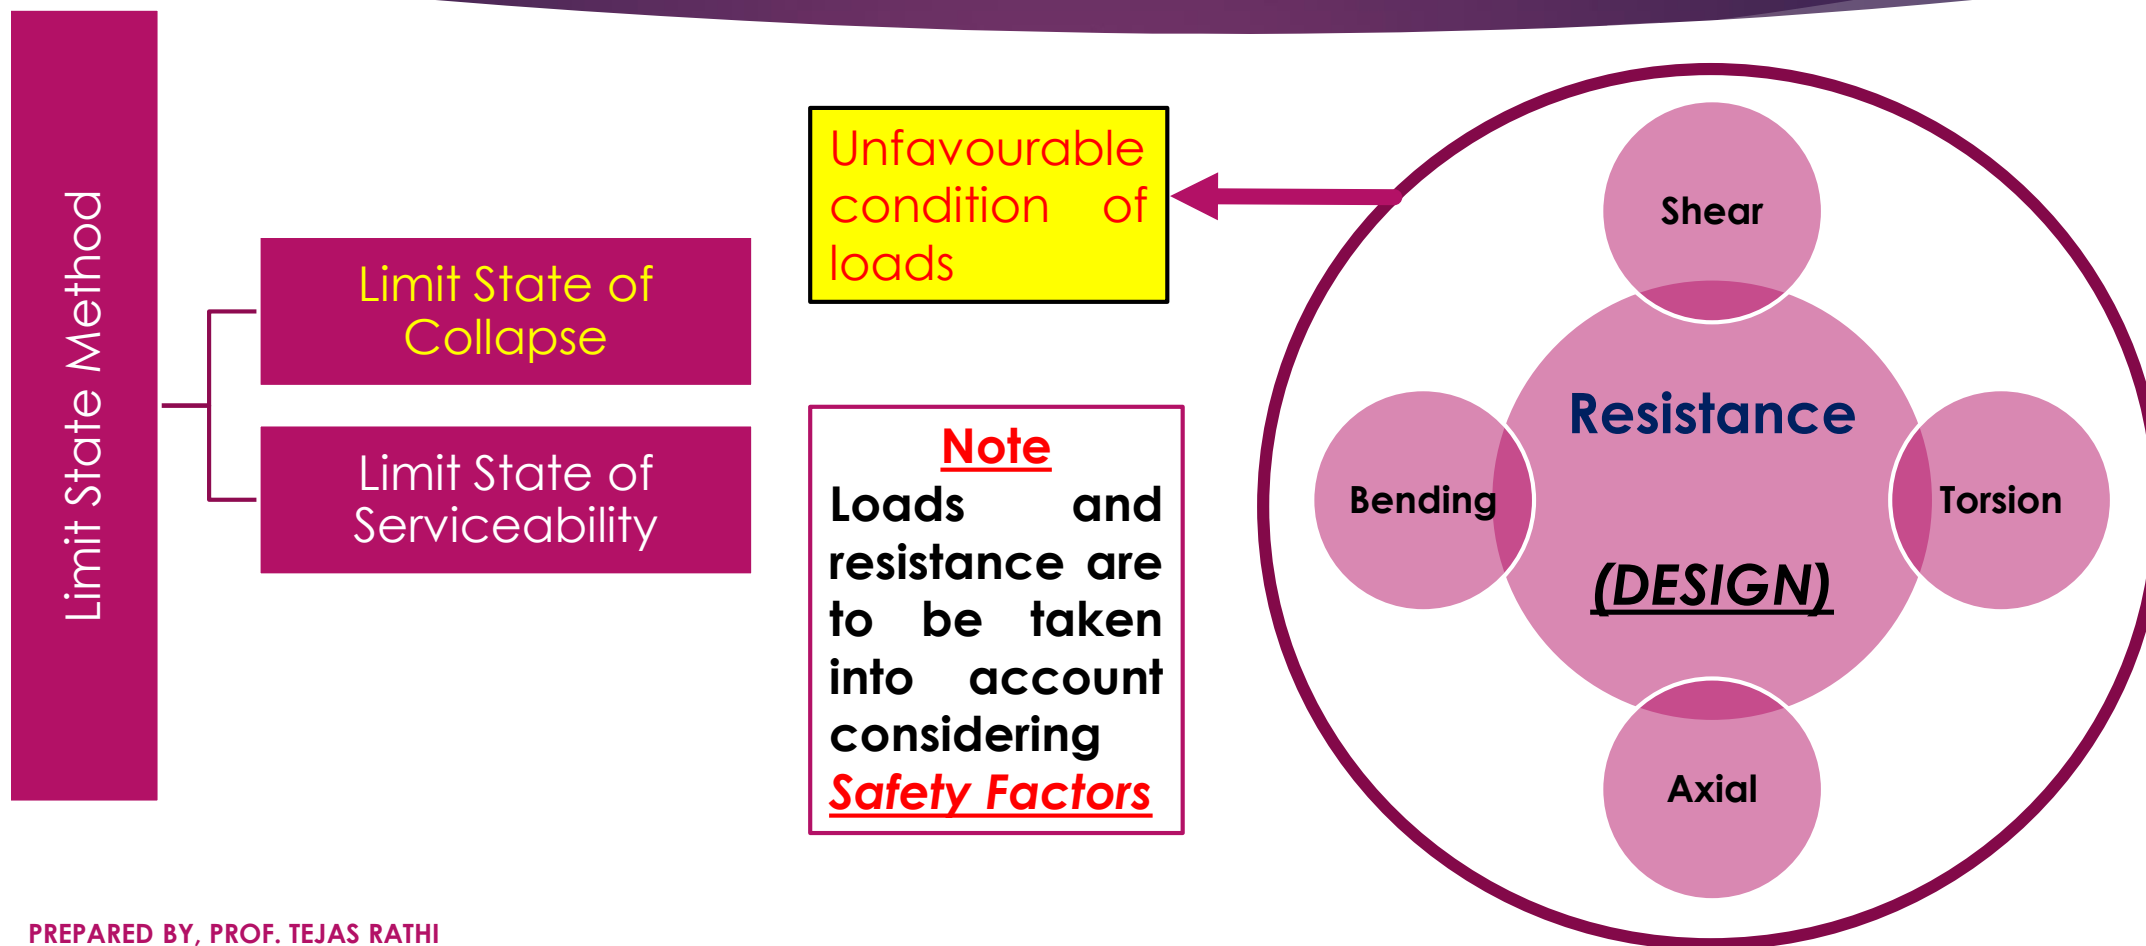 Limit State Method
Limit State of
Collapse
Limit State of
Serviceability
Unfavourable
condition of
loads
Note
Loads and
resistance are
to be taken
into account
considering
Safety Factors
Shear
Bending
Resistance
(DESIGN)
Torsion
Axial
PREPARED BY, PROF. TEJAS RATHI